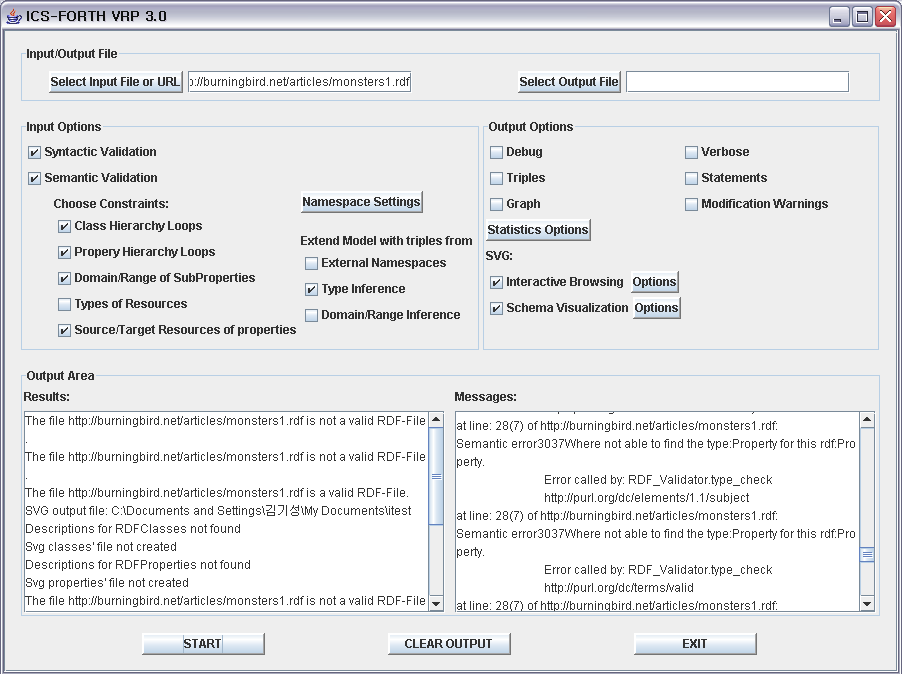 ICS-FORTH VRP 3.0
Input/Output File
Select Input File or URL
://burningbird.net/articles/monsters1.rdf
Select Output File
Input Options
Syntactic Validation
Semantic Validation
Choose Constraints:
Class Hierarchy Loops
Propery Hierarchy Loops
Domain/Range of SubProperties
Types of Resources
Source/Target Resources of properties
Namespace Settings
Extend Model with triples from
External Namespaces
Type Inference
Domain/Range Inference
Output Options
Debug
Verbose
Triples
Statements
Graph
Modification Warnings
Statistics Options
SVG:
Interactive Browsing
Options
Schema Visualization
Options
Output Area
Results:
The file http://burningbird.net/articles/monsters1.rdf is not a valid RDF-File
.
The file http://burningbird.net/articles/monsters1.rdf is not a valid RDF-File
.
The file http://burningbird.net/articles/monsters1.rdf is a valid RDF-File.
SVG output file: C:\Documents and Settings\김기성\My Documents\itest
Descriptions for RDFClasses not found
Svg classes' file not created
Descriptions for RDFProperties not found
Svg properties' file not created
The file http://burningbird.net/articles/monsters1.rdf is not a valid RDF-File
Messages:
at line: 28(7) of http://burningbird.net/articles/monsters1.rdf:
Semantic error3037Where not able to find the type:Property for this rdf:Pro
perty.
Error called by: RDF_Validator.type_check
http://purl.org/dc/elements/1.1/subject
at line: 28(7) of http://burningbird.net/articles/monsters1.rdf:
Semantic error3037Where not able to find the type:Property for this rdf:Pro
perty.
Error called by: RDF_Validator.type_check
http://purl.org/dc/terms/valid
at line: 28(7) of http://burningbird.net/articles/monsters1.rdf:
START
CLEAR OUTPUT
EXIT